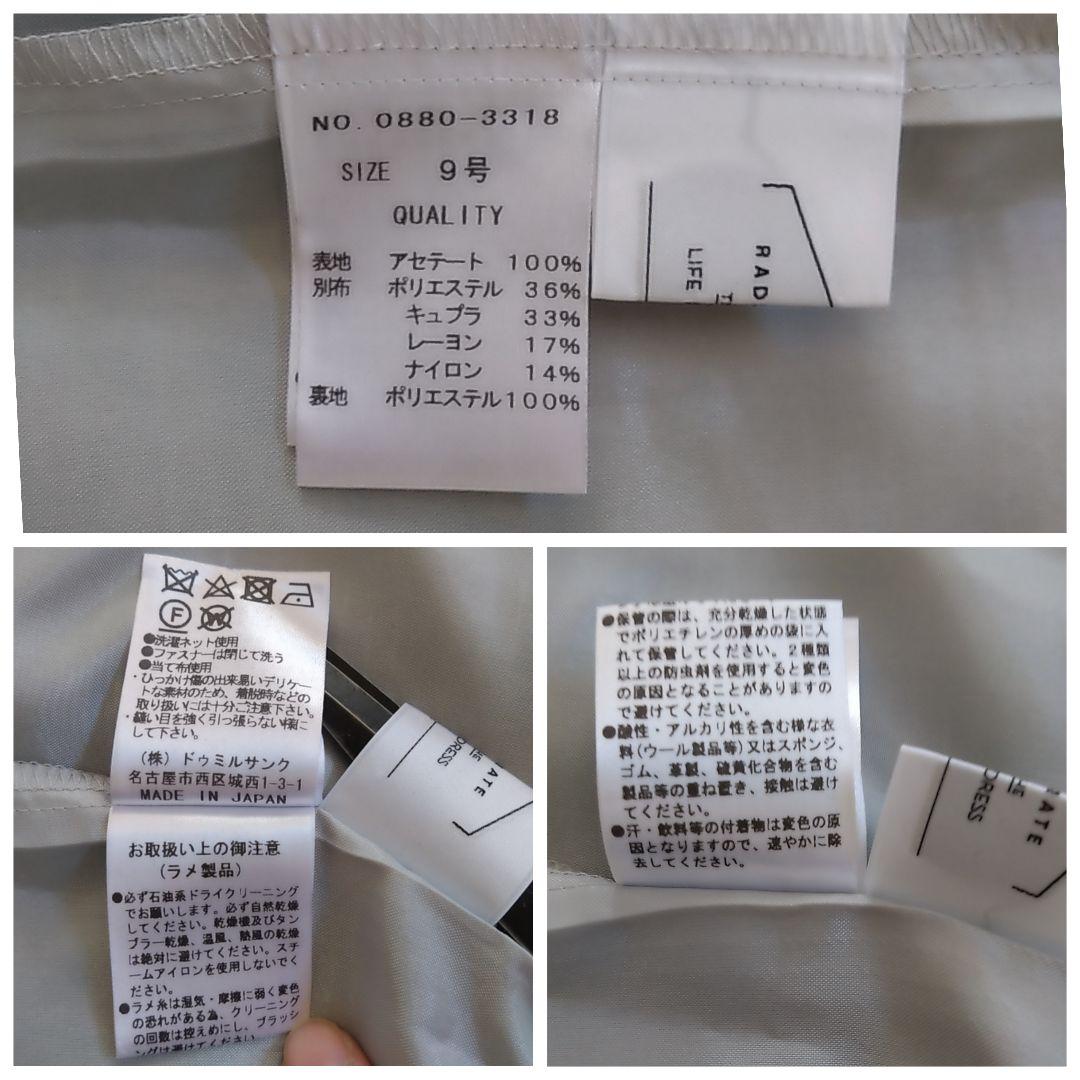 NO. 0880-3318
SIZE 9号
QUALITY
表地 アセテート 100%
別布 ポリエステル 36%
キュプラ 33%
レーヨン 17%
ナイロン 14%
裏地 ポリエステル100%
RAD
LIFE
F
W
●洗濯ネット使用
●ファスナーは閉じて洗う
●当て布使用
・ひっかけ傷の出来易いデリケー
トな素材のため、着脱時などの
取り扱いには十分ご注意下さい。
・縫い目を強く引っ張らない様に
して下さい。
(株) ドゥミルサンク
名古屋市西区城西1-3-1
MADE IN JAPAN
お取扱い上の御注意
(ラメ製品)
●必ず石油系ドライクリーニング
でお願いします。必ず自然乾燥
してください。乾燥機及びタン
ブラー乾燥、温風、熱風の乾燥
は絶対に避けてください。スチ
ームアイロンを使用しないでく
ださい。
●ラメ糸は湿気・摩擦に弱く変色
の恐れがある為、クリーニング
の回数は控えめにし、ブラッシ
ングは避けてください
IATE
DRESS
●保管の際は、充分乾燥した状態
でポリエチレンの厚めの袋に入
れて保管してください。2種類
以上の防虫剤を使用すると変色
の原因となることがありますの
で避けてください。
●酸性・アルカリ性を含む様な衣
料(ウール製品等)又はスポンジ、
ゴム、革製、硫黄化合物を含む
製品等の重ね置き、接触は避け
てください。
●汗・飲料等の付着物は変色の原
因となりますので、速やかに除
去してください。
IATE
DRESS